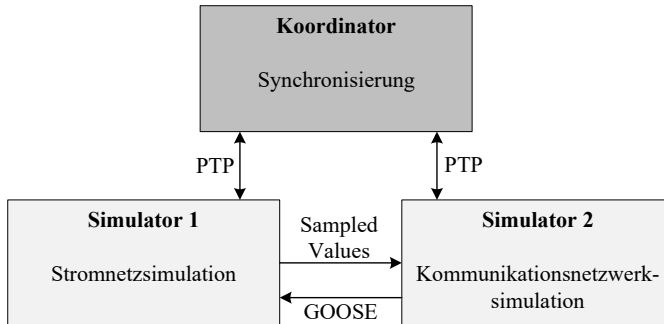 Koordinator
Synchronisierung
PTP
PTP
Simulator 1
Stromnetzsimulation
Sampled
Values
GOOSE
Simulator 2
Kommunikationsnetzwerk-
simulation